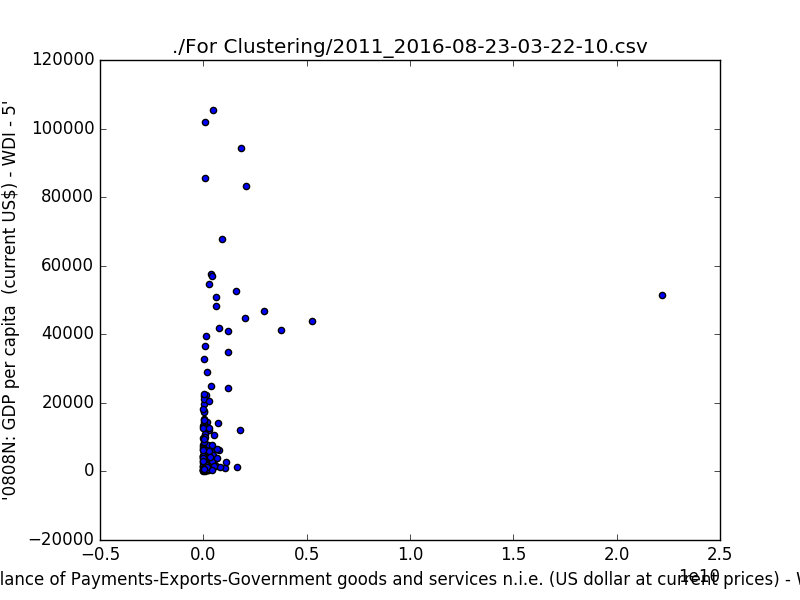 ./For Clustering/2011_2016-08-23-03-22-10.csv
120000
100000
80000
60000
40000
20000
0
−20000
'0808N: GDP per capita  (current US$) - WDI - 5'
−0.5 0.0 0.5 1.0 1.5 2.0 2.5
1e10
lance of Payments-Exports-Government goods and services n.i.e. (US dollar at current prices) -